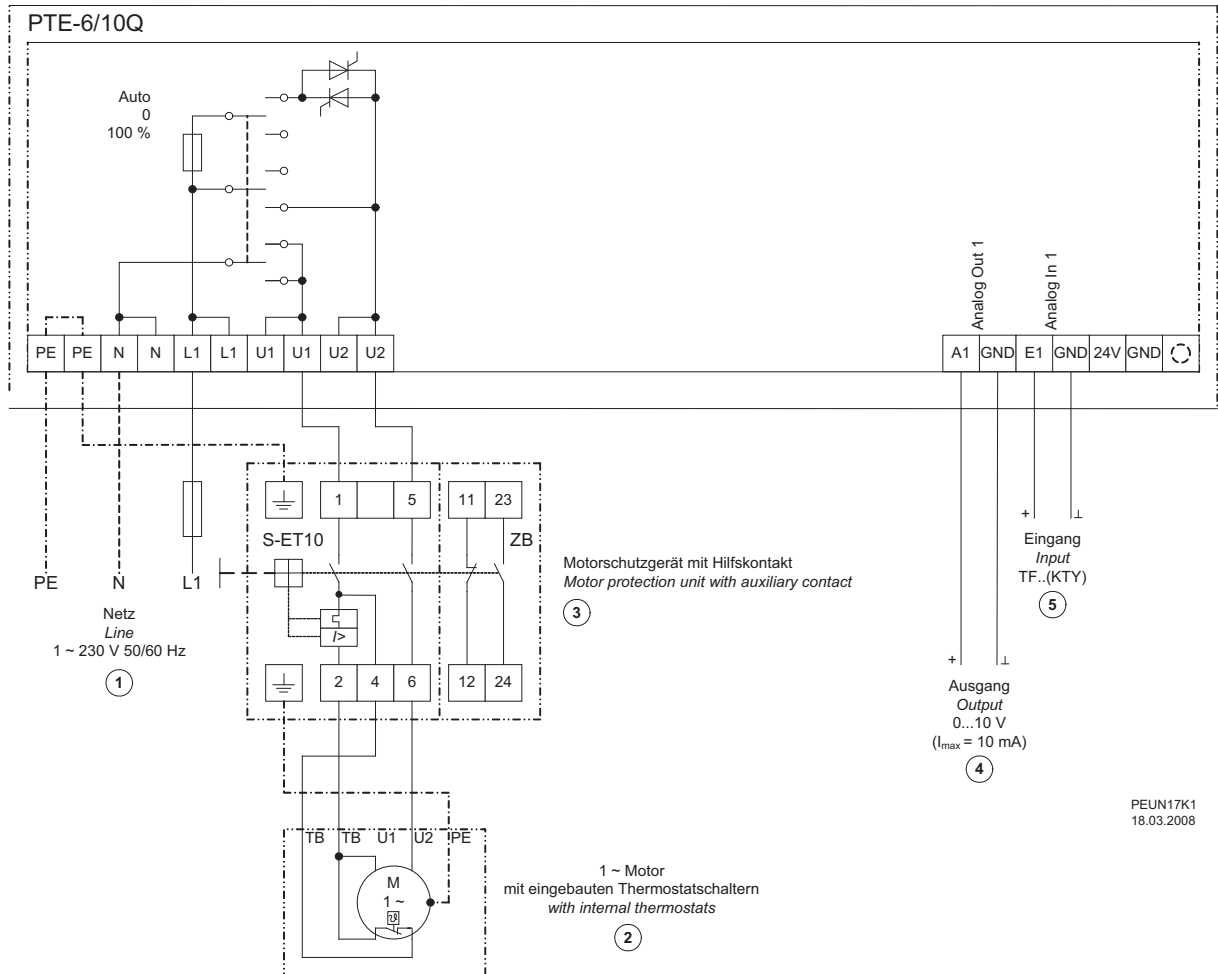 PTE-6/10Q
Auto
0
100 %
Analog Out 1
Analog In 1
PE PE N N L1 L1 U1 U1 U2 U2
A1 GND E1 GND 24V GND
1 5 11 23
S-ET10 ZB
PE N L1
Netz
Line
1 ~ 230 V 50/60 Hz
1
I>
2 4 6 12 24
Motorschutzgerät mit Hilfskontakt
Motor protection unit with auxiliary contact
3
+ ⊥
Eingang
Input
TF..(KTY)
5
+ ⊥
Ausgang
Output
0...10 V
(Imax = 10 mA)
4
PEUN17K1
18.03.2008
TB TB U1 U2 PE
M
1 ~
ϑ
1 ~ Motor
mit eingebauten Thermostatschaltern
with internal thermostats
2